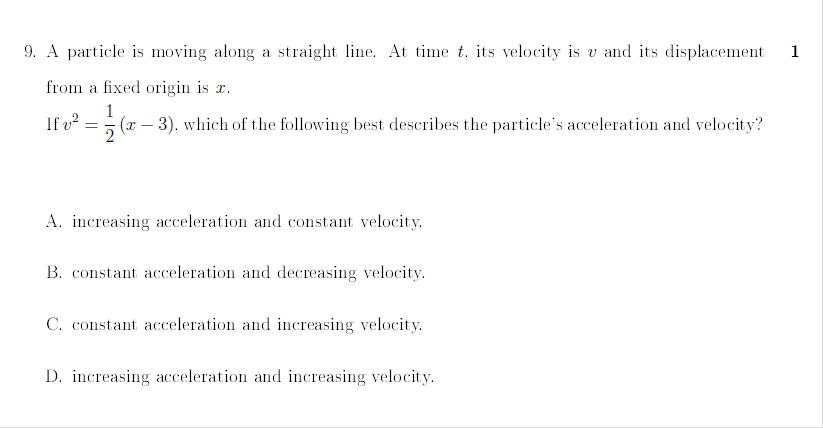 9. A particle is moving along a straight line. At time t, its velocity is v and its displacement 1
from a fixed origin is x.
If v² = 1/2 (x − 3), which of the following best describes the particle's acceleration and velocity?
A. increasing acceleration and constant velocity.
B. constant acceleration and decreasing velocity.
C. constant acceleration and increasing velocity.
D. increasing acceleration and increasing velocity.